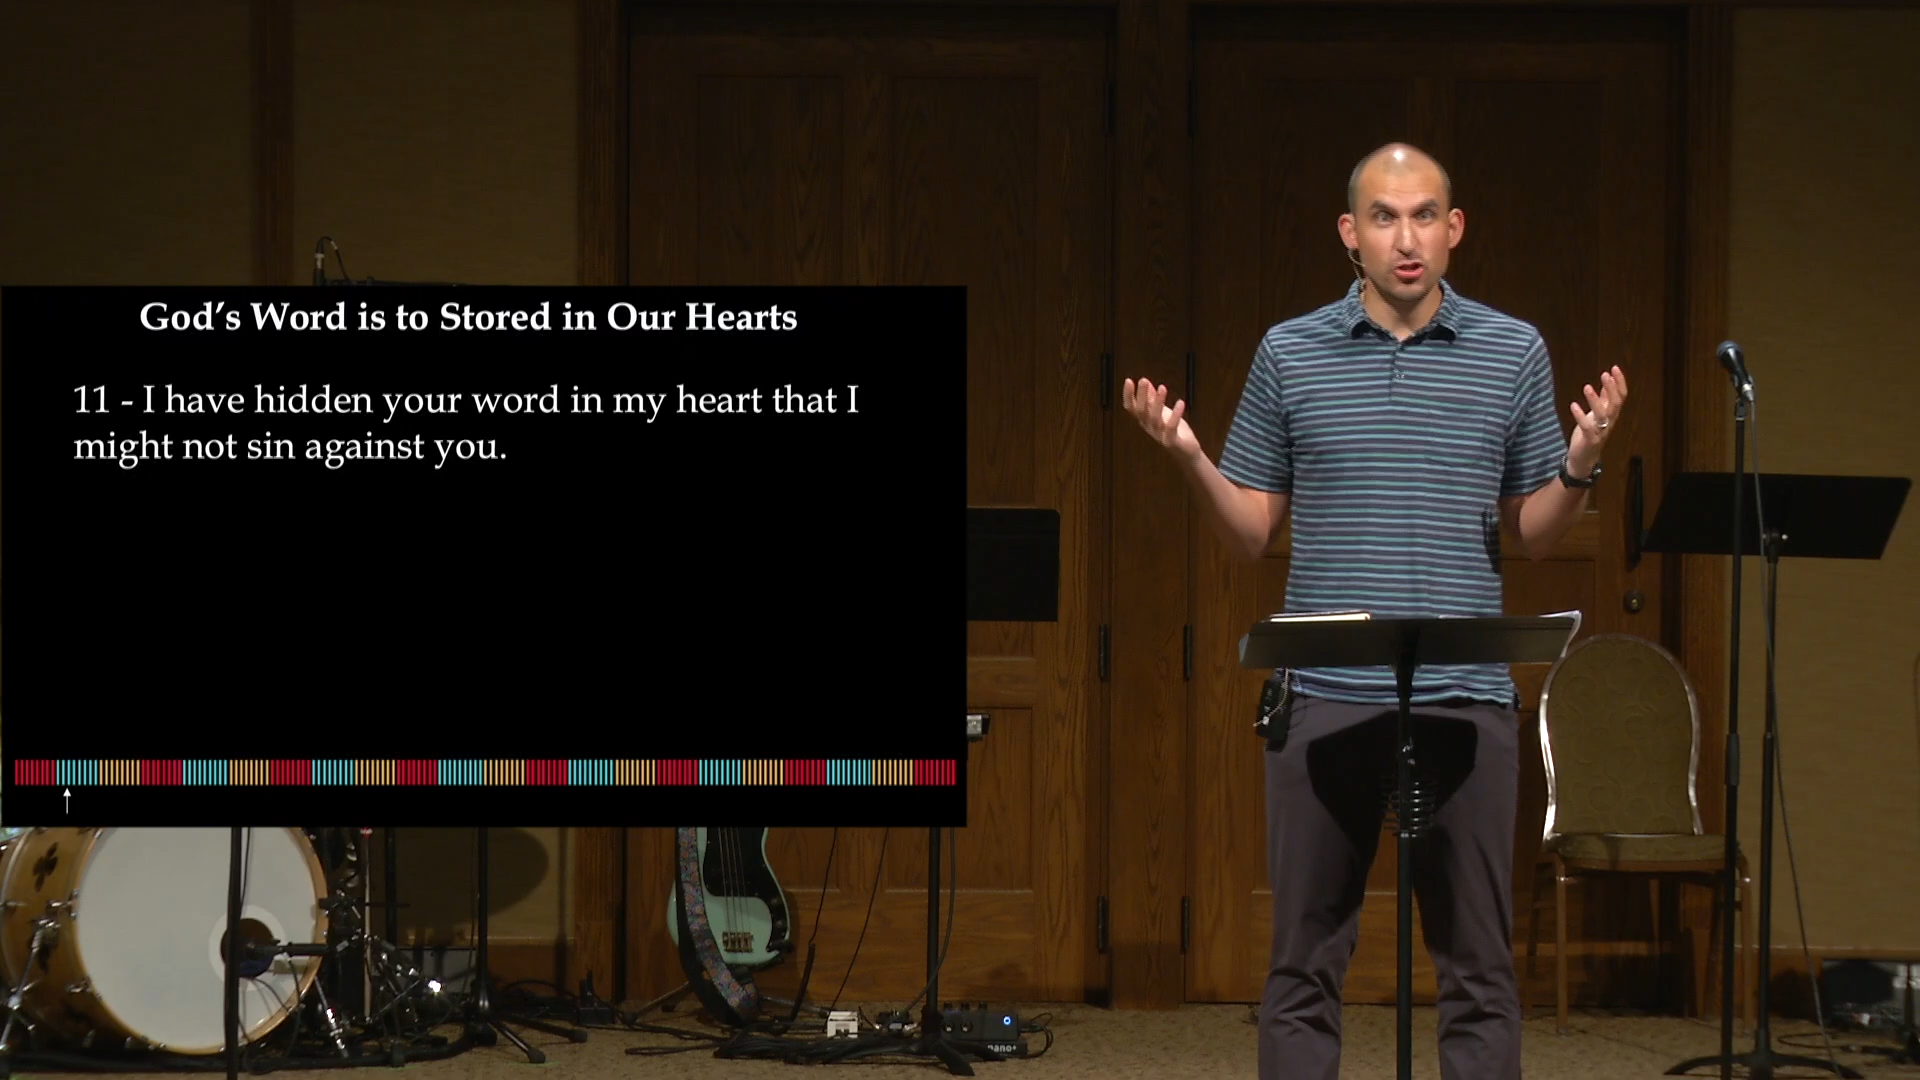 God's Word is to Stored in Our Hearts
11 - I have hidden your word in my heart that I
might not sin against you.
nano+